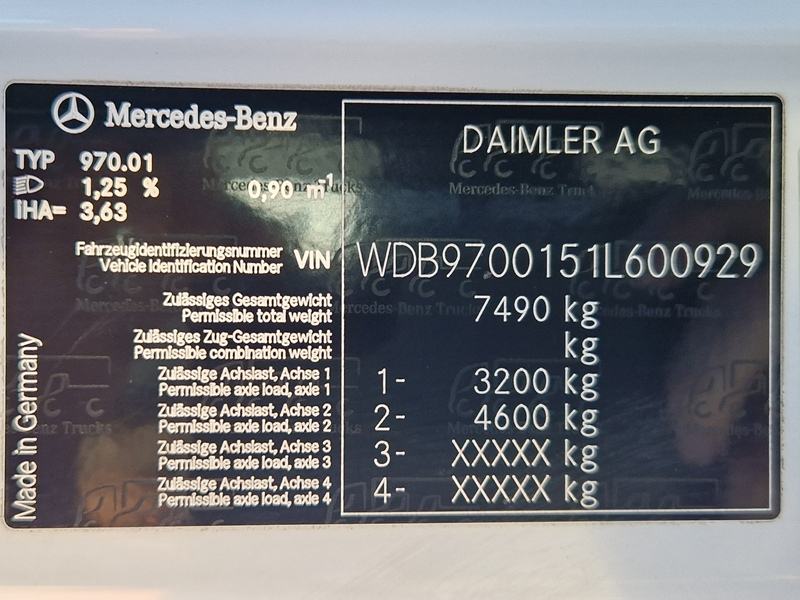 Mercedes-Benz
DAIMLER AG
TYP 970.01
1,25 % 0,90 m-1
IHA= 3,63
Fahrzeugidentifizierungsnummer
Vehicle Identification Number VIN WDB9700151L600929
Zulässiges Gesamtgewicht
Permissible total weight 7490 kg
Zulässiges Zug-Gesamtgewicht
Permissible combination weight kg
Zulässige Achslast, Achse 1
Permissible axle load, axle 1 1- 3200 kg
Zulässige Achslast, Achse 2
Permissible axle load, axle 2 2- 4600 kg
Zulässige Achslast, Achse 3
Permissible axle load, axle 3 3- XXXXX kg
Zulässige Achslast, Achse 4
Permissible axle load, axle 4 4- XXXXX kg
Made in Germany
Mercedes-Benz Trucks